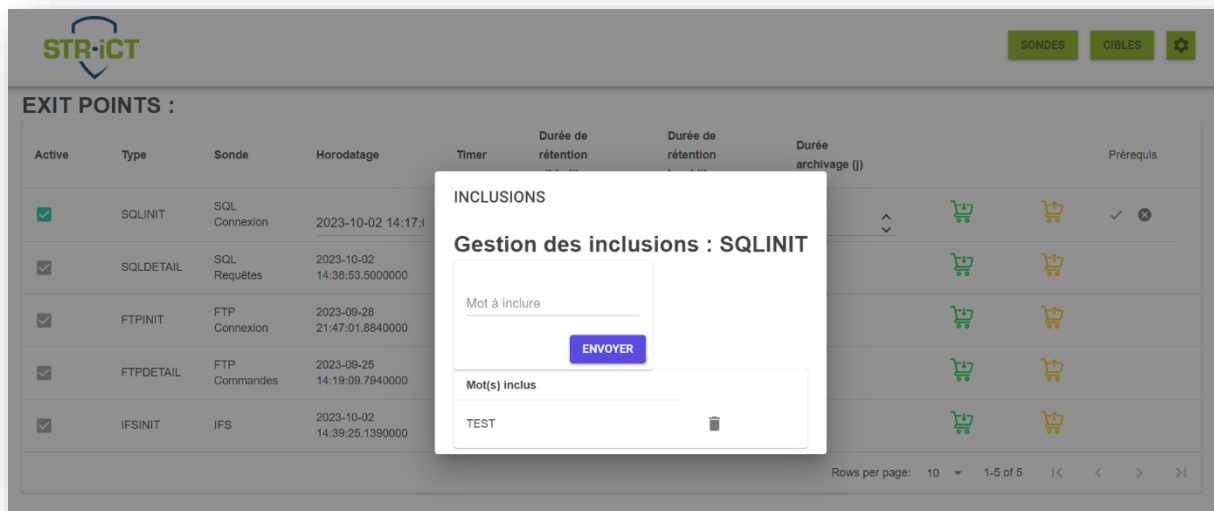 STR·iCT
SONDES
CIBLES
EXIT POINTS :
Active
Type
Sonde
Horodatage
Timer
Durée de
rétention
Durée de
rétention
Durée
archivage (j)
Prérequis
SQLINIT
SQL
Connexion
2023-10-02 14:17:
SQLDETAIL
SQL
Requêtes
2023-10-02
14:38:53.5000000
FTPINIT
FTP
Connexion
2023-09-28
21:47:01.8840000
FTPDETAIL
FTP
Commandes
2023-09-25
14:19:09.7940000
IFSINIT
IFS
2023-10-02
14:39:25.1390000
INCLUSIONS
Gestion des inclusions : SQLINIT
Mot à inclure
ENVOYER
Mot(s) inclus
TEST
Rows per page: 10
1-5 of 5